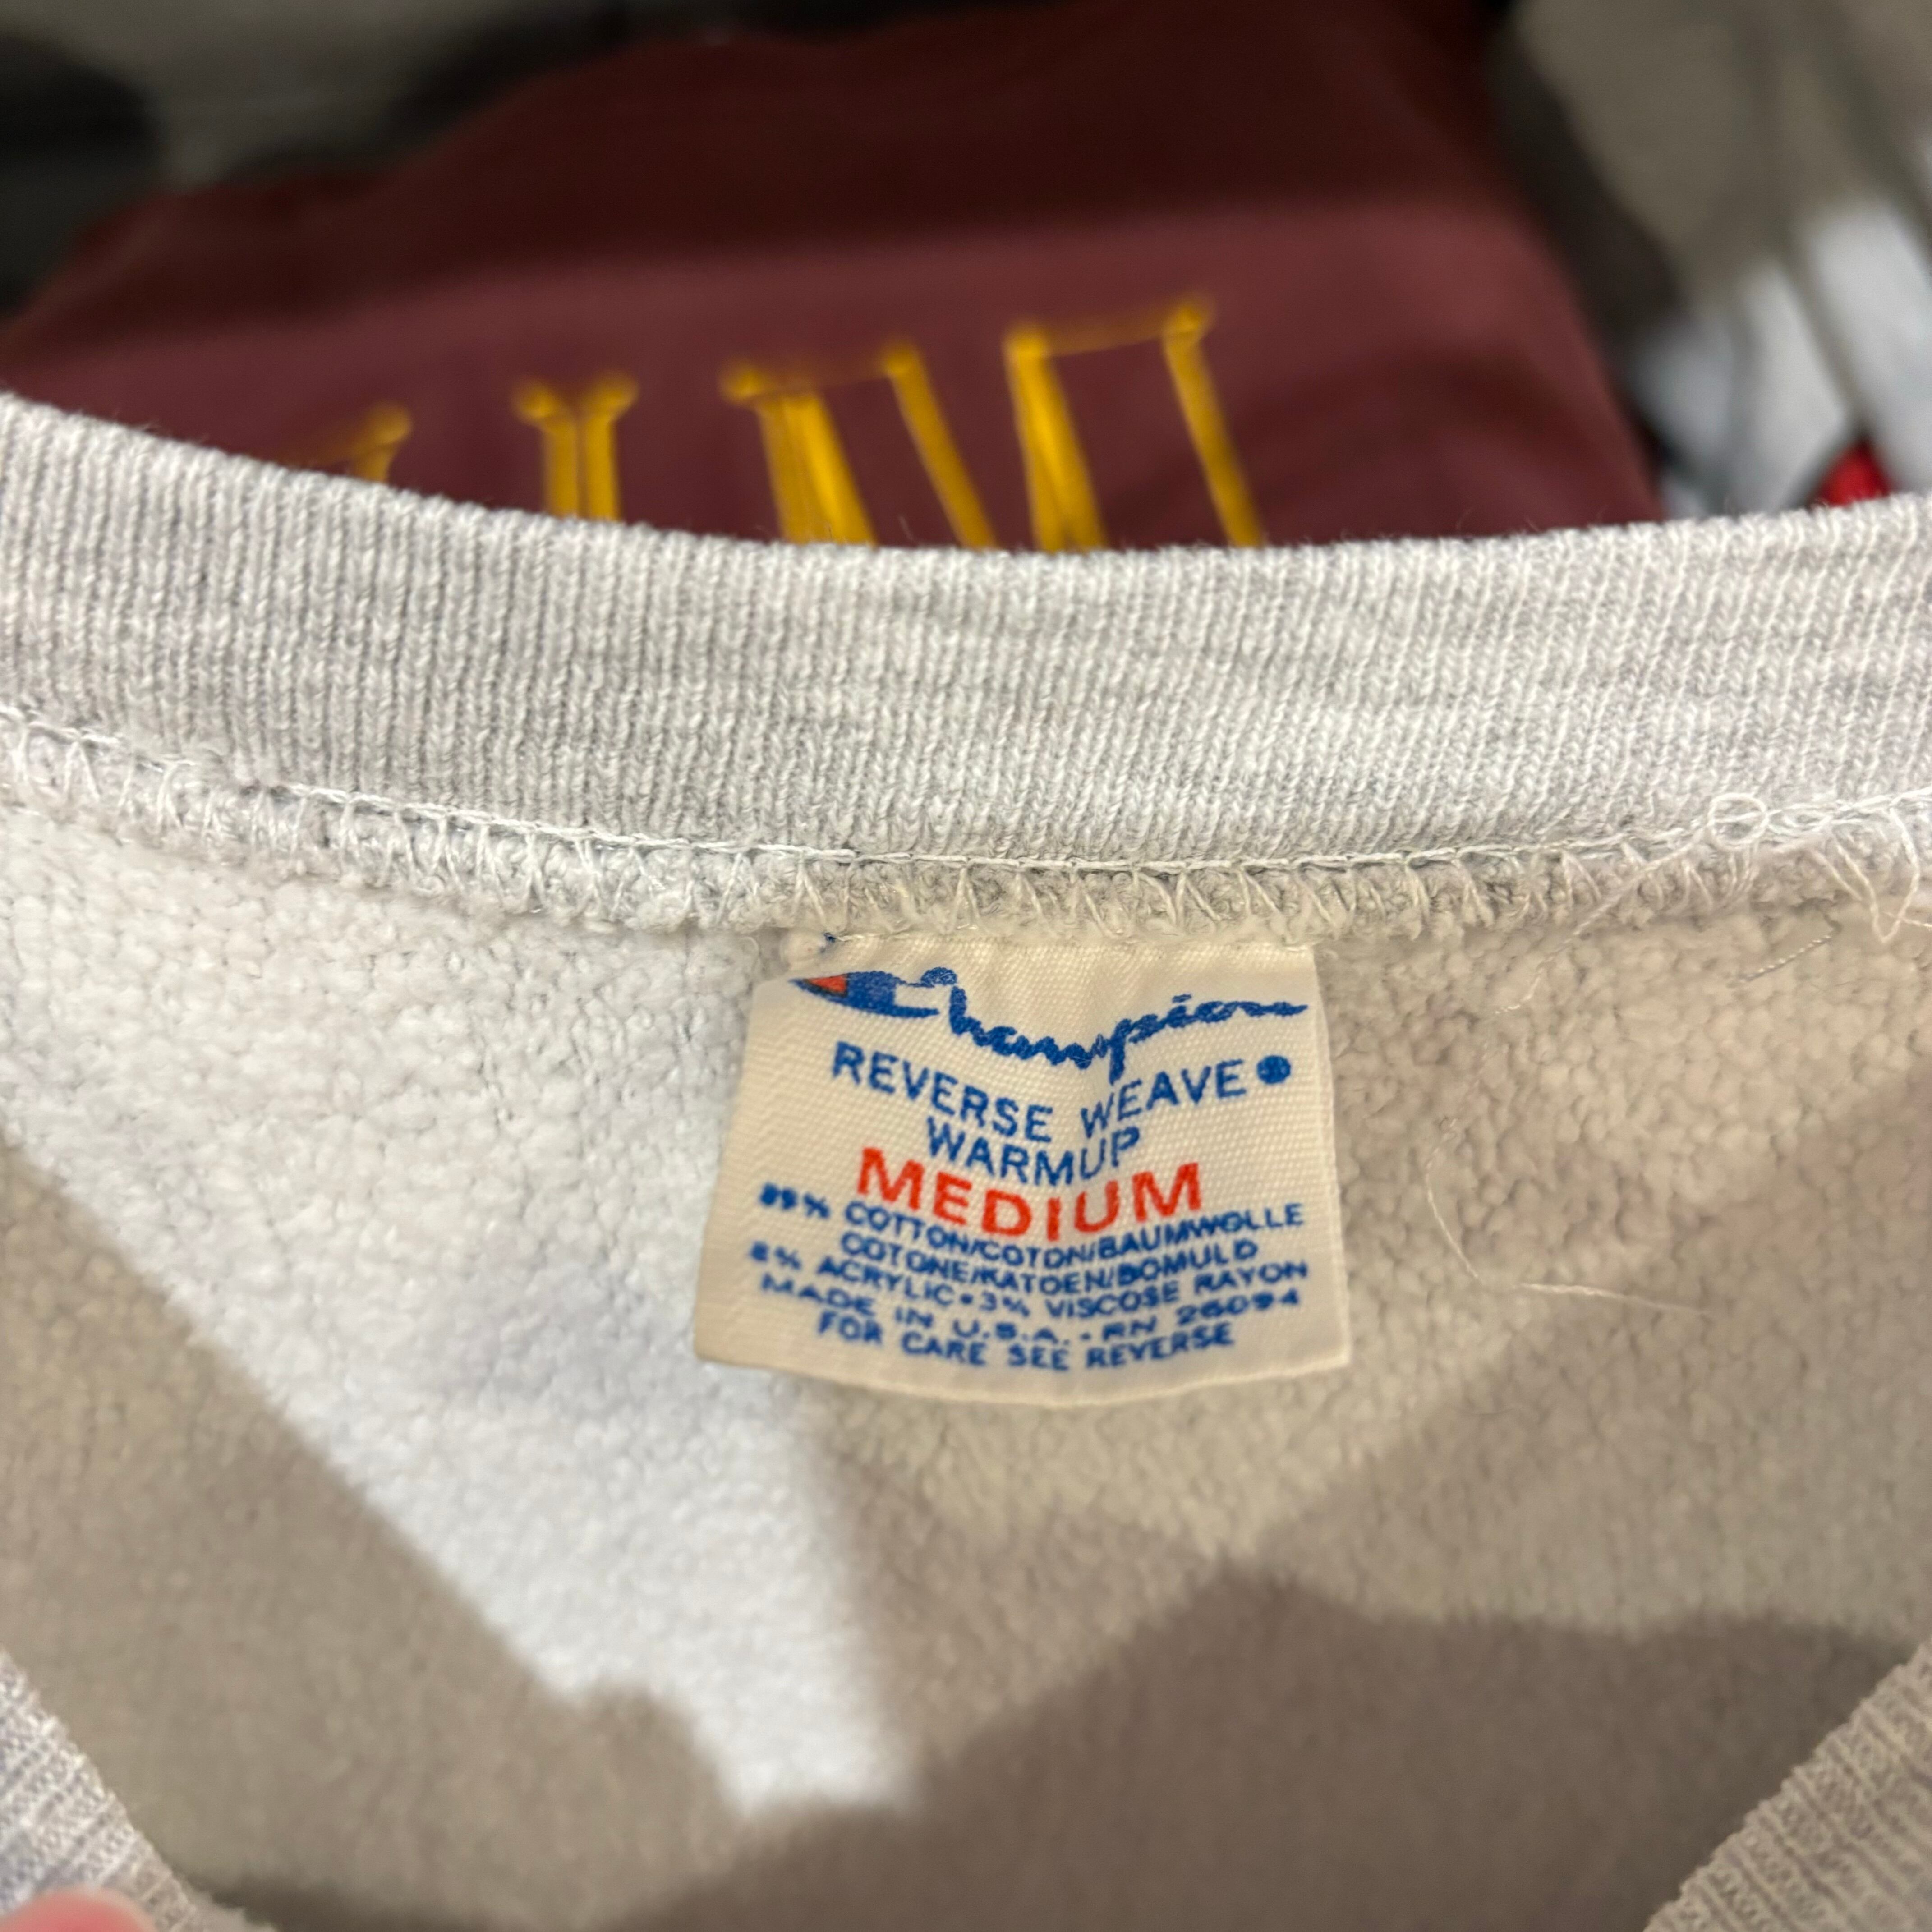 Champion
REVERSE WEAVE
WARMUP
MEDIUM
89% COTTON/COTON/BAUMWOLLE
COTONE/KATOEN/BOMULD
8% ACRYLIC • 3% VISCOSE RAYON
MADE IN U.S.A. - RN 26094
FOR CARE SEE REVERSE